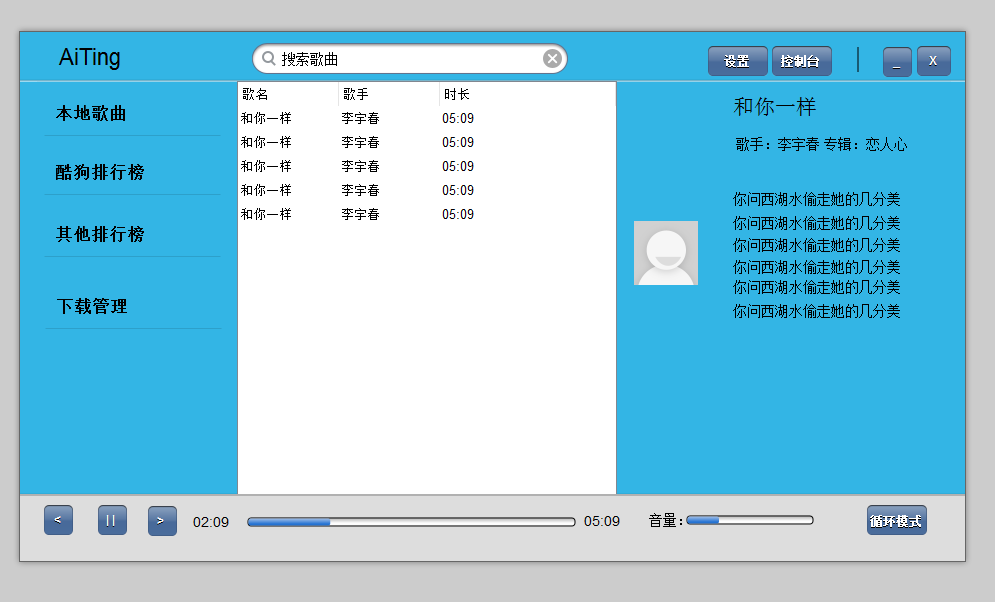 AiTing
搜索歌曲
设置 控制台 _ X
本地歌曲
酷狗排行榜
其他排行榜
下载管理
歌名 歌手 时长
和你一样 李宇春 05:09
和你一样 李宇春 05:09
和你一样 李宇春 05:09
和你一样 李宇春 05:09
和你一样 李宇春 05:09
和你一样
歌手：李宇春 专辑：恋人心
你问西湖水偷走她的几分美
你问西湖水偷走她的几分美
你问西湖水偷走她的几分美
你问西湖水偷走她的几分美
你问西湖水偷走她的几分美
你问西湖水偷走她的几分美
< || > 02:09 05:09 音量: 循环模式